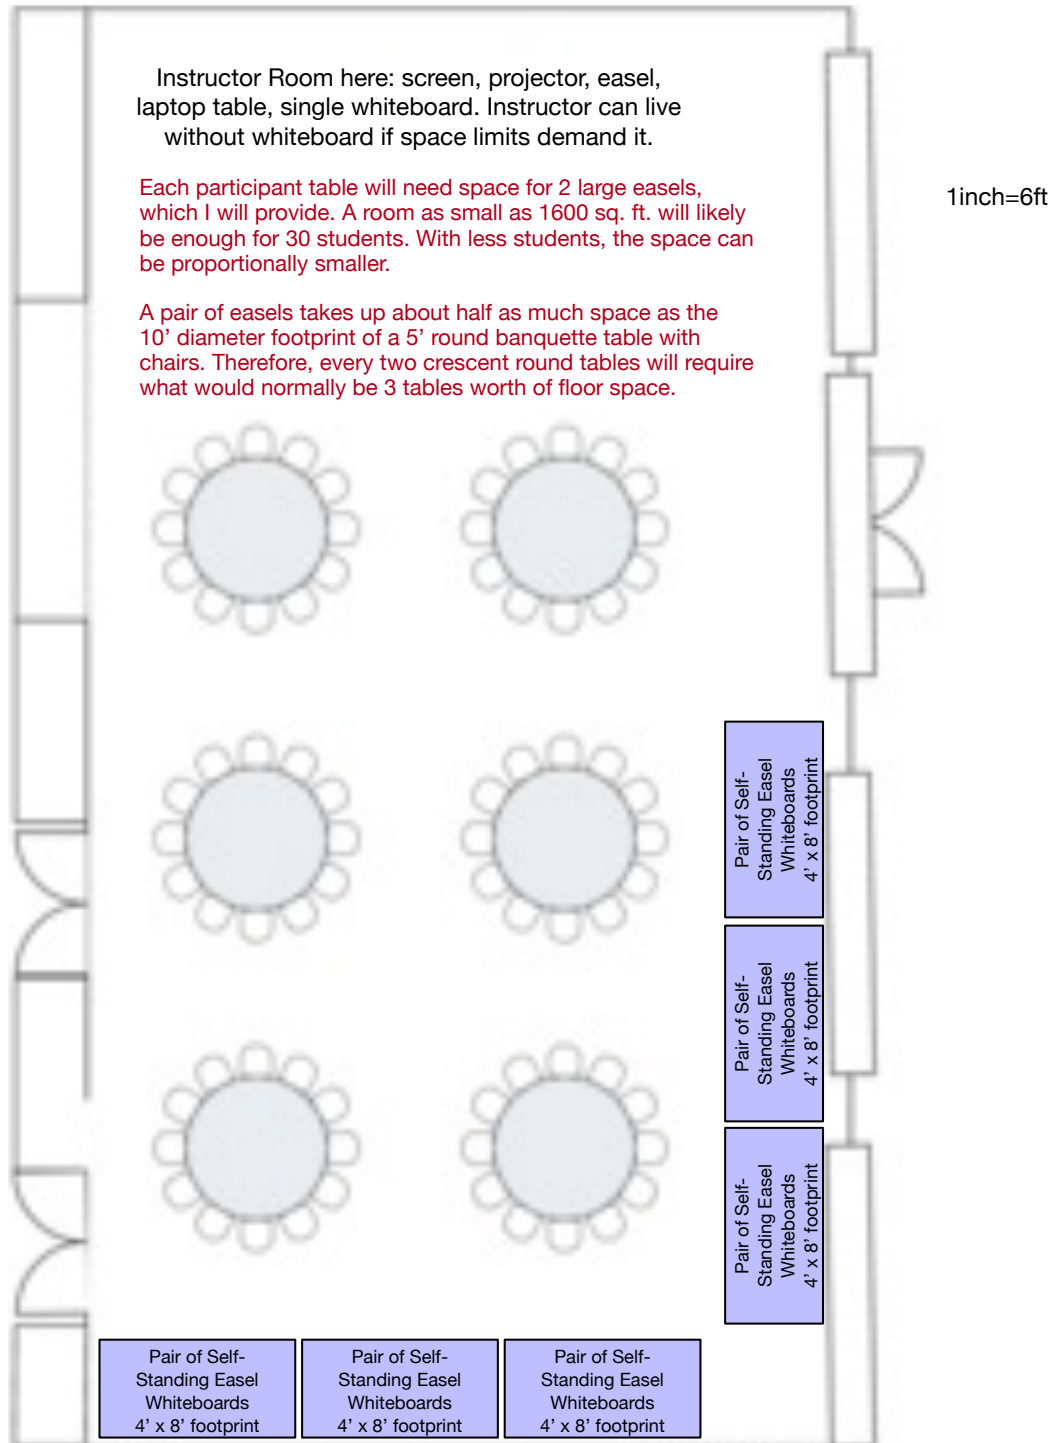 Instructor Room here: screen, projector, easel,
laptop table, single whiteboard. Instructor can live
without whiteboard if space limits demand it.
Each participant table will need space for 2 large easels,
which I will provide. A room as small as 1600 sq. ft. will likely
be enough for 30 students. With less students, the space can
be proportionally smaller.
1inch=6ft
A pair of easels takes up about half as much space as the
10’ diameter footprint of a 5’ round banquette table with
chairs. Therefore, every two crescent round tables will require
what would normally be 3 tables worth of floor space.
Pair of Self-
Standing Easel
Whiteboards
4’ x 8’ footprint
Pair of Self-
Standing Easel
Whiteboards
4’ x 8’ footprint
Pair of Self-
Standing Easel
Whiteboards
4’ x 8’ footprint
Pair of Self-
Standing Easel
Whiteboards
4’ x 8’ footprint
Pair of Self-
Standing Easel
Whiteboards
4’ x 8’ footprint
Pair of Self-
Standing Easel
Whiteboards
4’ x 8’ footprint